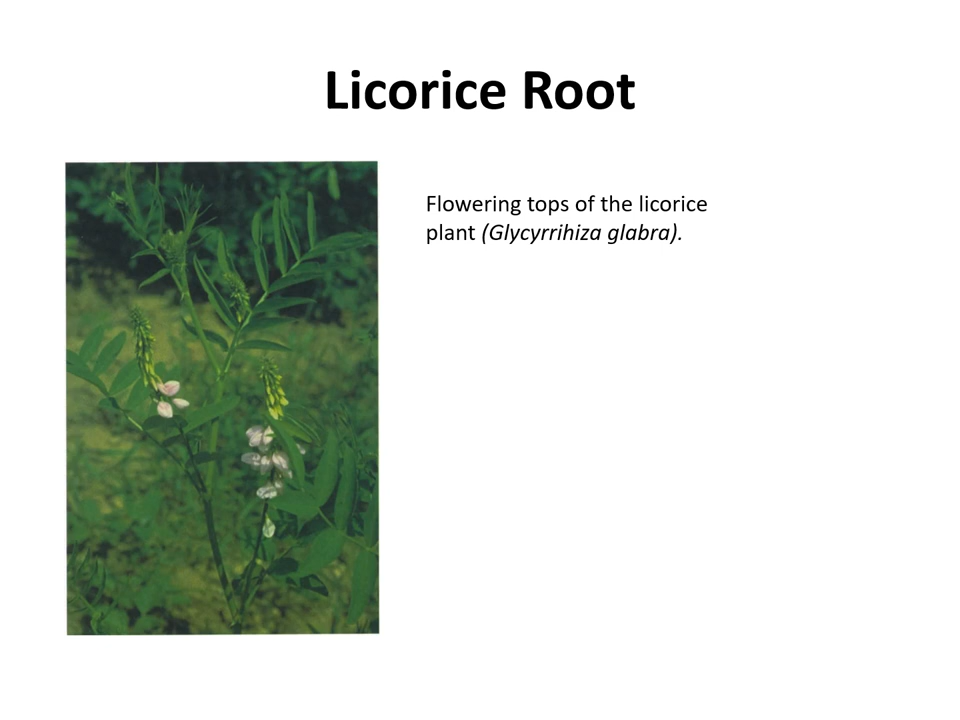 Licorice Root
Flowering tops of the licorice
plant (Glycyrrihiza glabra).